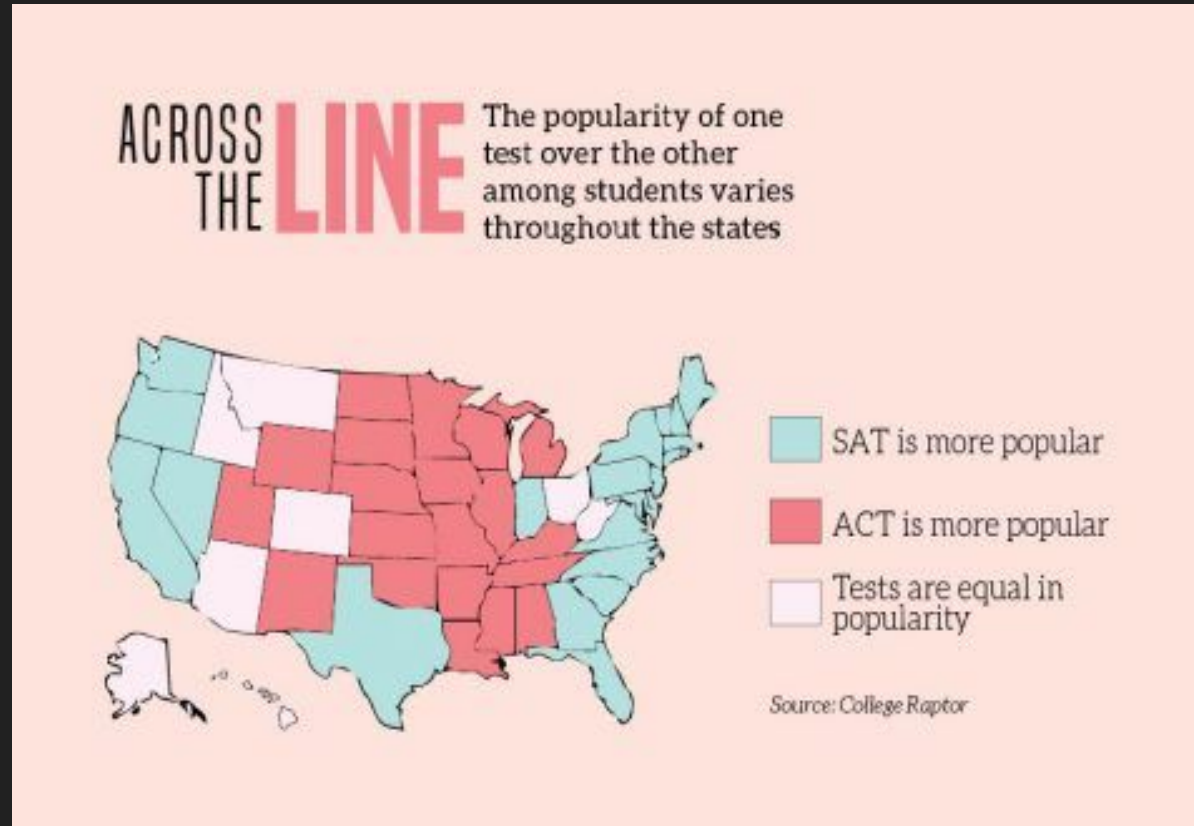 ACROSS
THE
LINE
The popularity of one
test over the other
among students varies
throughout the states
SAT is more popular
ACT is more popular
Tests are equal in
popularity
Source: College Raptor